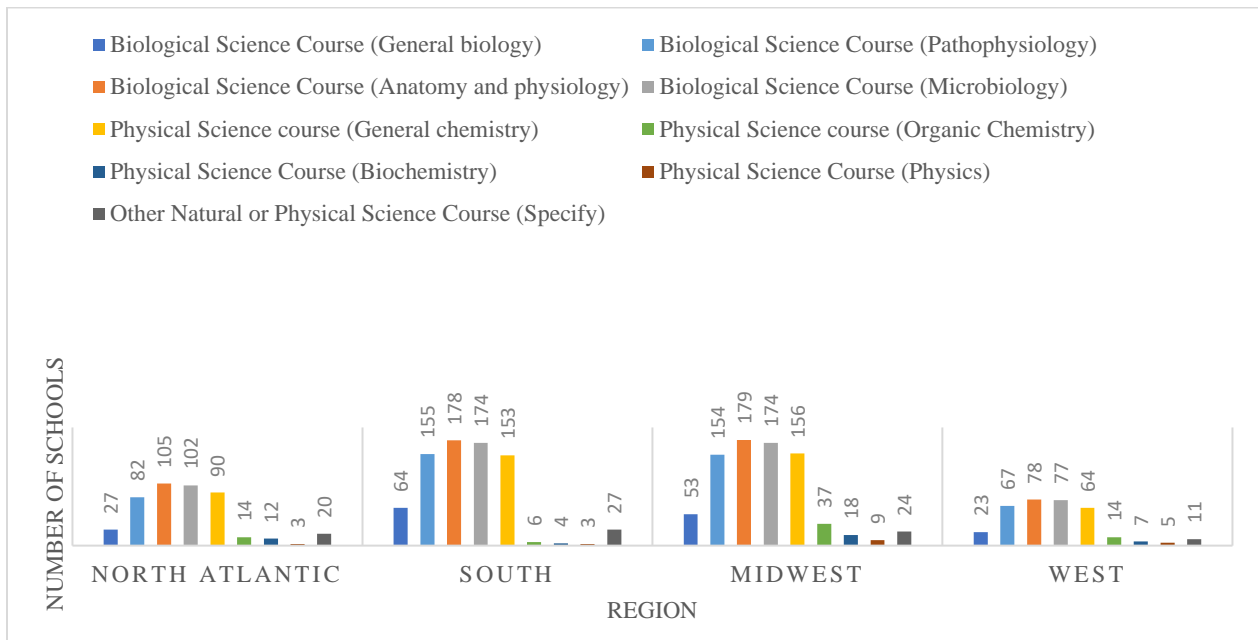 Biological Science Course (General biology)
Biological Science Course (Pathophysiology)
Biological Science Course (Anatomy and physiology)
Biological Science Course (Microbiology)
Physical Science course (General chemistry)
Physical Science course (Organic Chemistry)
Physical Science Course (Biochemistry)
Physical Science Course (Physics)
Other Natural or Physical Science Course (Specify)
NUMBER OF SCHOOLS
27
82
105
102
90
14
12
3
20
64
155
178
174
153
6
4
3
27
53
154
179
174
156
37
18
9
24
23
67
78
77
64
14
7
5
11
NORTH ATLANTIC
SOUTH
MIDWEST
WEST
REGION